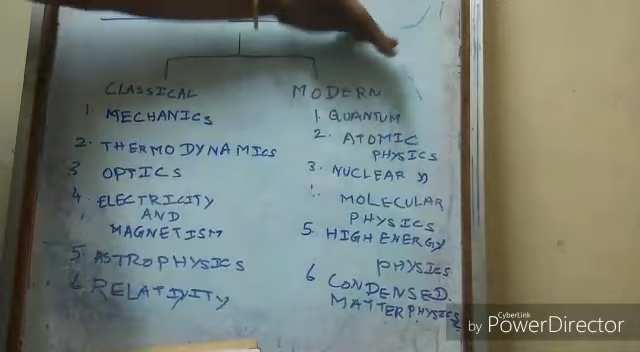 CLASSICAL
1. MECHANICS
2. THERMODYNAMICS
3 OPTICS
4. ELECTRICITY
AND
MAGNETISM
5 ASTROPHYSICS
6 RELATIVITY
MODERN
1. QUANTUM
2. ATOMIC
PHYSICS
3. NUCLEAR
MOLECULAR
PHYSICS
5. HIGH ENERGY
PHYSICS
6 CONDENSED.
MATTER PHYSICS
CyberLink
by PowerDirector